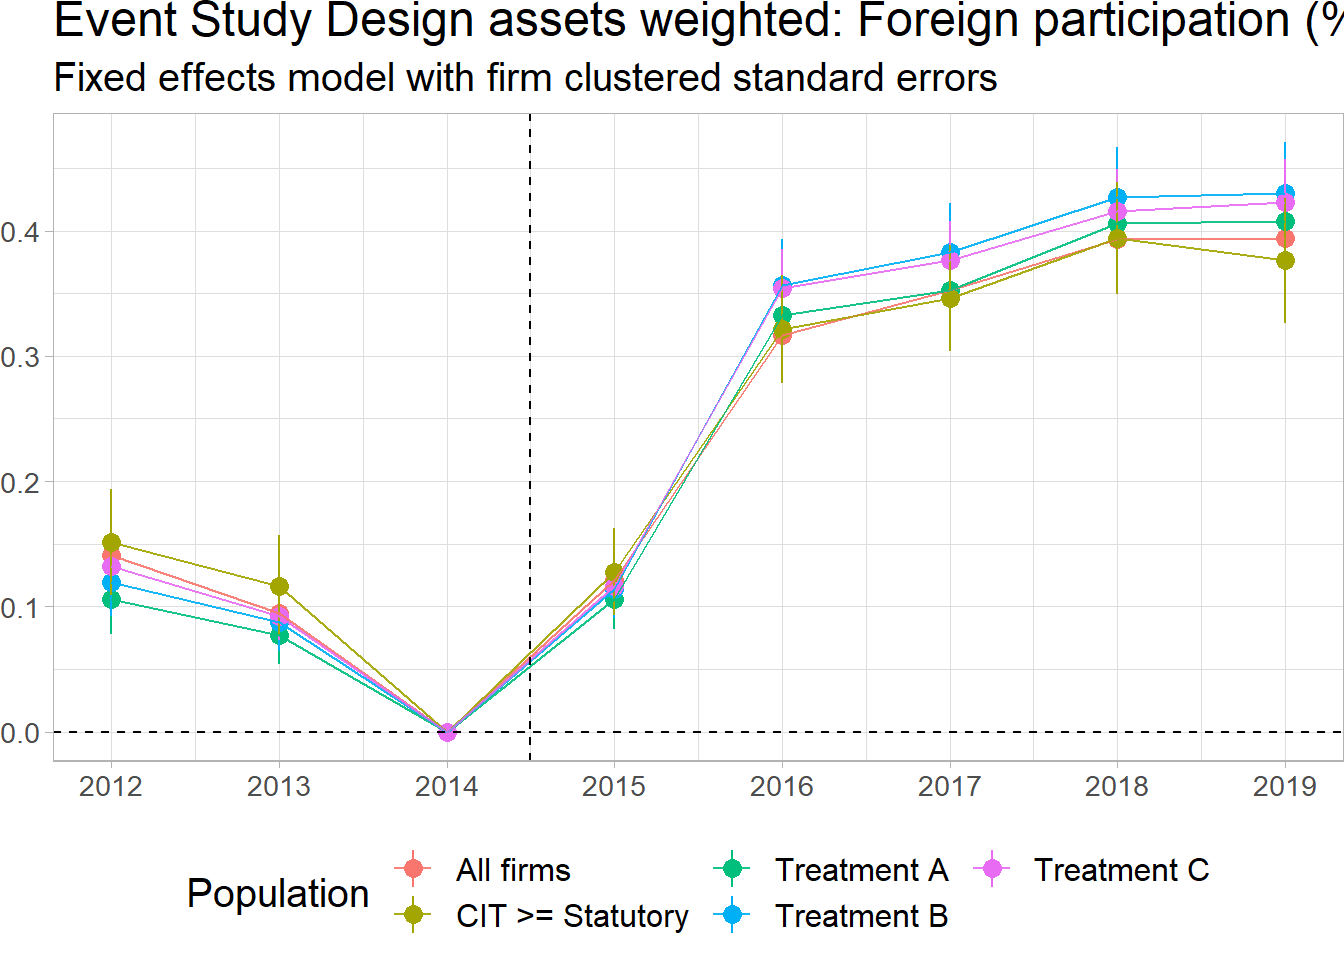 Event Study Design assets weighted: Foreign participation (%
Fixed effects model with firm clustered standard errors
0.4
0.3
0.2
0.1
0.0
2012 2013 2014 2015 2016 2017 2018 2019
Population
All firms
CIT >= Statutory
Treatment A
Treatment B
Treatment C